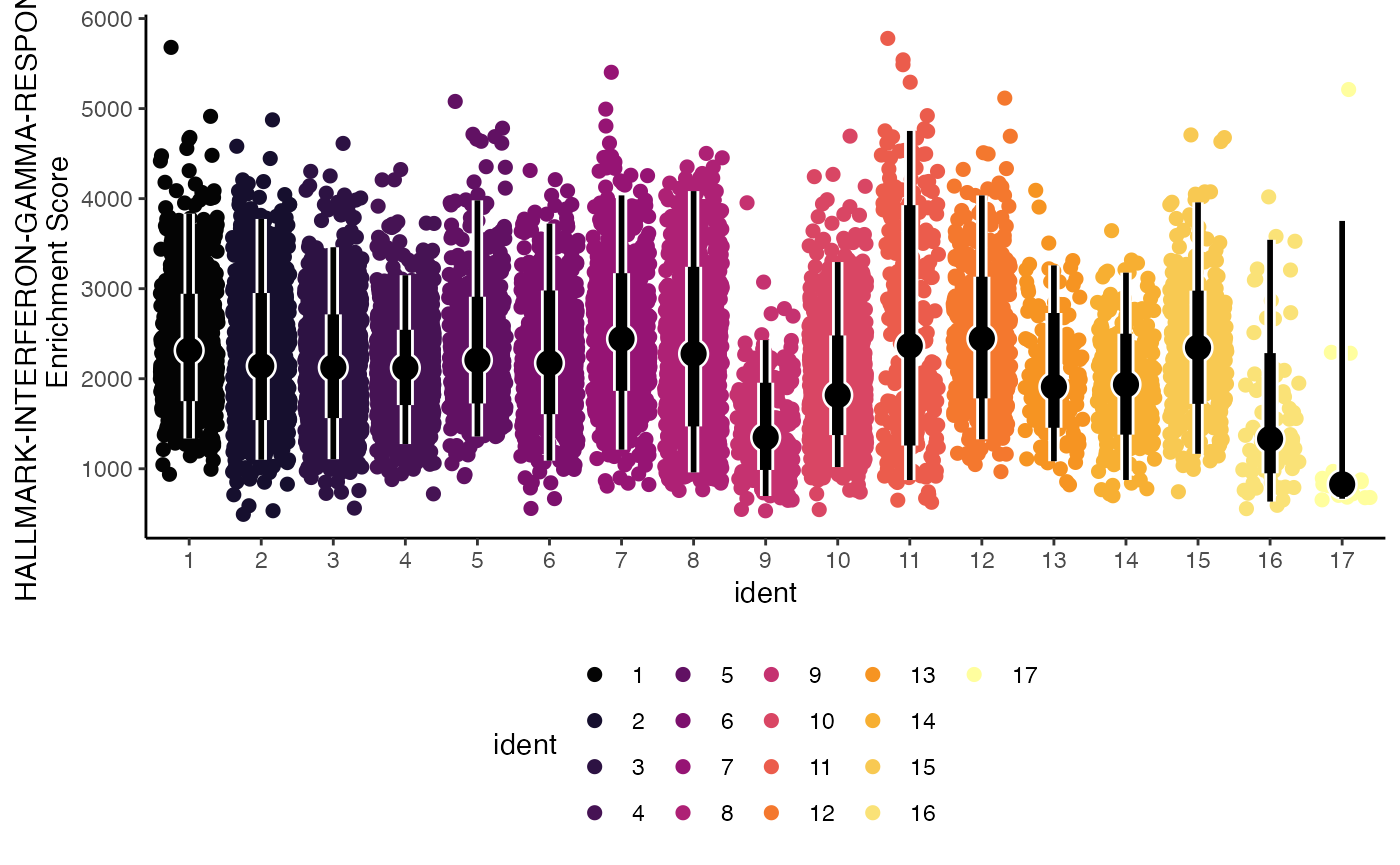 HALLMARK-INTERFERON-GAMMA-RESPON
Enrichment Score
6000
5000
4000
3000
2000
1000
1 2 3 4 5 6 7 8 9 10 11 12 13 14 15 16 17
ident
ident
1 5 9 13 17
2 6 10 14
3 7 11 15
4 8 12 16